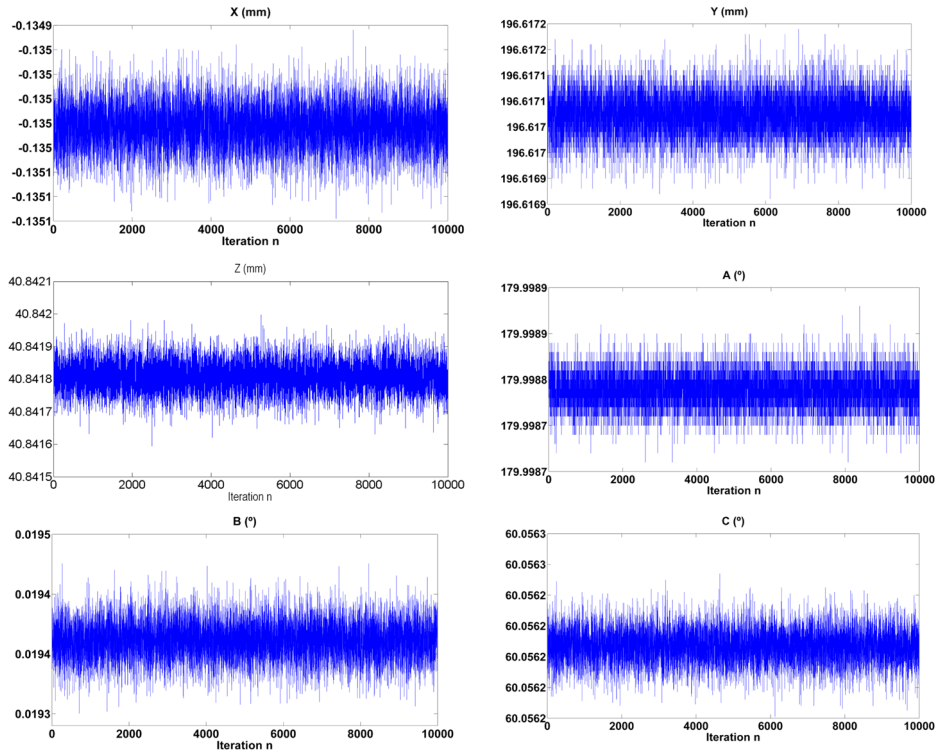 X (mm)
-0.1349
-0.135
-0.135
-0.135
-0.1351
-0.1351
-0.1351
0 2000 4000 6000 8000 10000
Iteration n
Y (mm)
196.6172
196.6172
196.6171
196.6171
196.617
196.617
196.6169
196.6169
0 2000 4000 6000 8000 10000
Iteration n
Z (mm)
40.8421
40.842
40.8419
40.8418
40.8417
40.8416
40.8415
0 2000 4000 6000 8000 10000
Iteration n
A (º)
179.9989
179.9989
179.9988
179.9987
179.9987
0 2000 4000 6000 8000 10000
Iteration n
B (º)
0.0195
0.0194
0.0194
0.0193
0 2000 4000 6000 8000 10000
Iteration n
C (º)
60.0563
60.0563
60.0562
60.0562
60.0562
60.0562
60.0562
0 2000 4000 6000 8000 10000
Iteration n